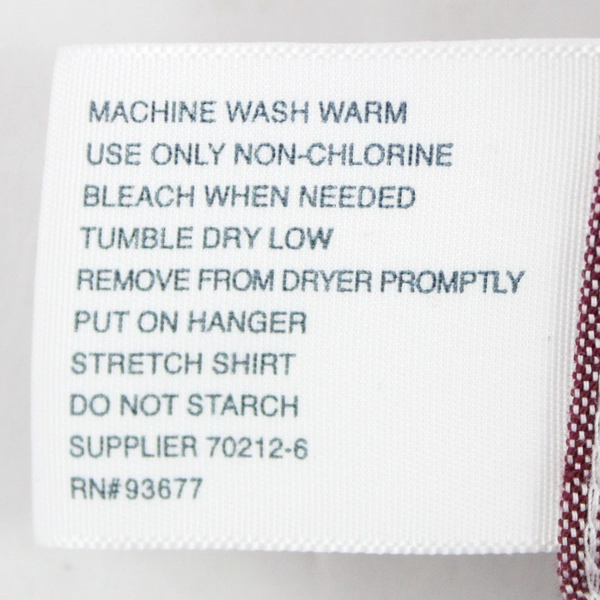 MACHINE WASH WARM
USE ONLY NON-CHLORINE
BLEACH WHEN NEEDED
TUMBLE DRY LOW
REMOVE FROM DRYER PROMPTLY
PUT ON HANGER
STRETCH SHIRT
DO NOT STARCH
SUPPLIER 70212-6
RN#93677